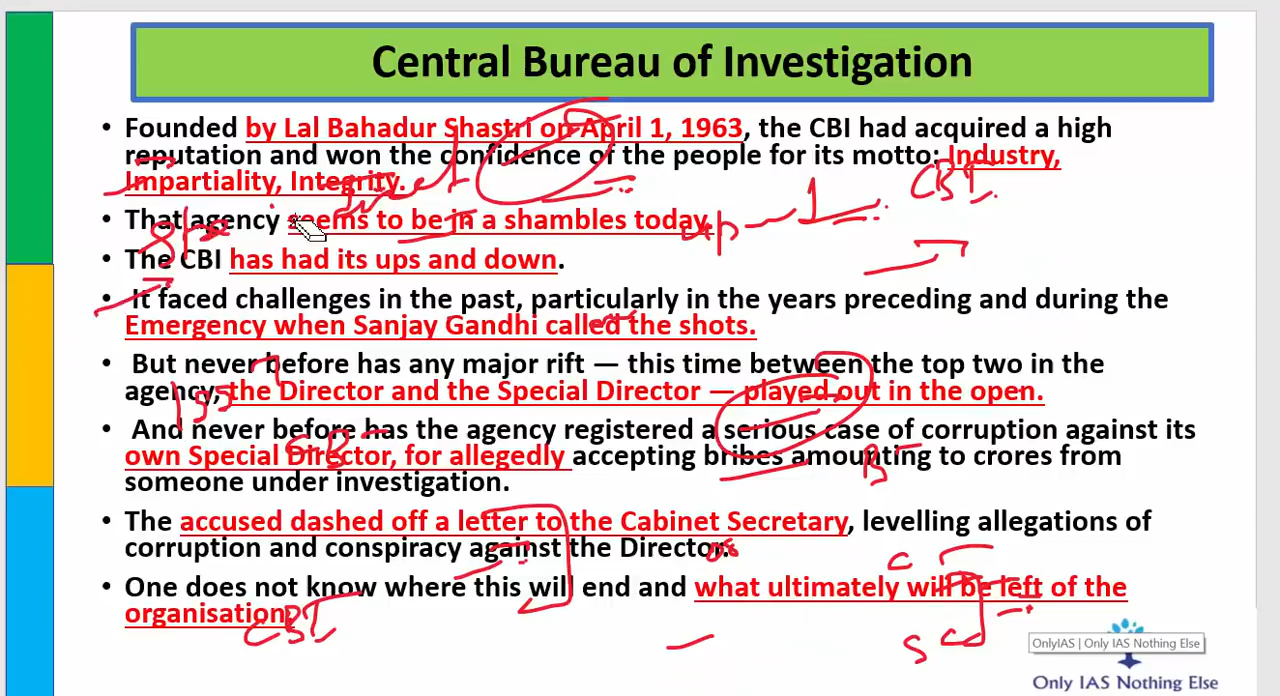 Central Bureau of Investigation
• Founded by Lal Bahadur Shastri on April 1, 1963, the CBI had acquired a high
reputation and won the confidence of the people for its motto: Industry,
Impartiality, Integrity.
CBI
• That agency seems to be in a shambles today.
• The CBI has had its ups and down.
• It faced challenges in the past, particularly in the years preceding and during the
Emergency when Sanjay Gandhi called the shots.
• But never before has any major rift — this time between the top two in the
agency, the Director and the Special Director — played out in the open.
• And never before has the agency registered a serious case of corruption against its
own Special Director, for allegedly accepting bribes amounting to crores from
someone under investigation.
• The accused dashed off a letter to the Cabinet Secretary, levelling allegations of
corruption and conspiracy against the Director.
• One does not know where this will end and what ultimately will be left of the
organisation.
CBI
OnlyIAS | Only IAS Nothing Else
Only IAS Nothing Else